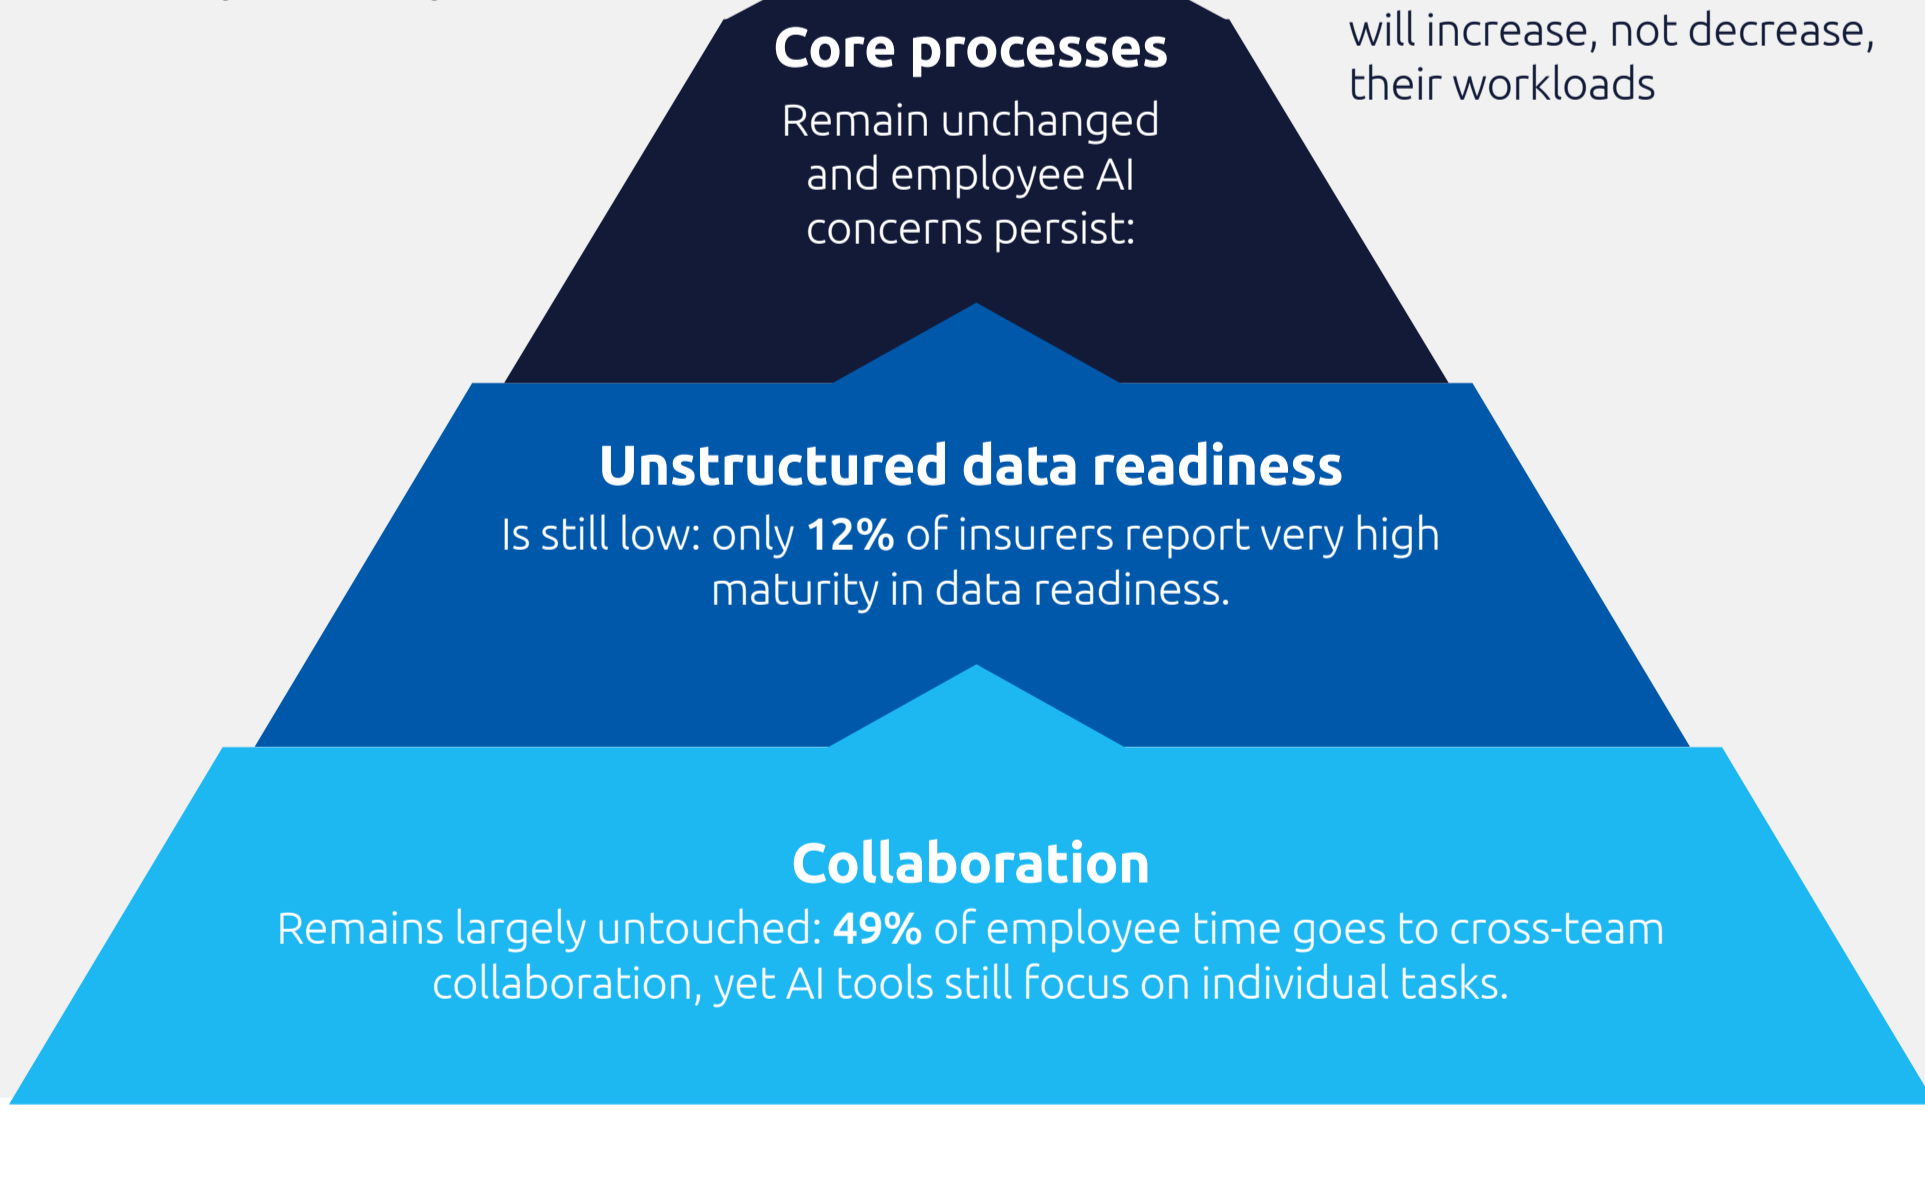 Core processes
Remain unchanged
and employee AI
concerns persist:
will increase, not decrease,
their workloads
Unstructured data readiness
Is still low: only 12% of insurers report very high
maturity in data readiness.
Collaboration
Remains largely untouched: 49% of employee time goes to cross-team
collaboration, yet AI tools still focus on individual tasks.